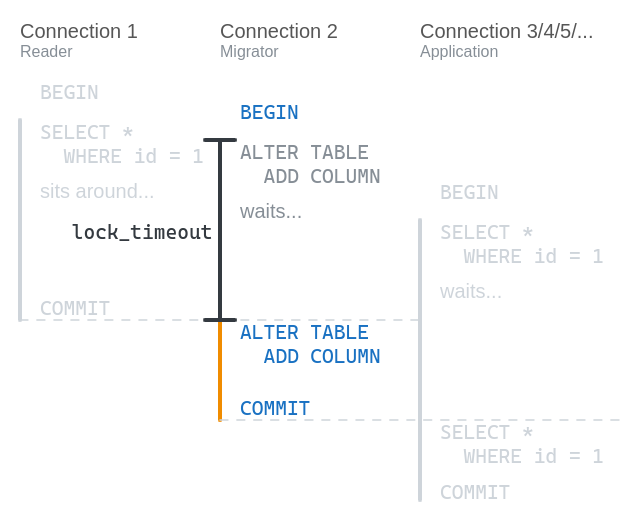 Connection 1
Reader
BEGIN
SELECT *
WHERE id = 1
sits around...
lock_timeout
COMMIT
Connection 2
Migrator
BEGIN
ALTER TABLE
ADD COLUMN
waits...
ALTER TABLE
ADD COLUMN
COMMIT
Connection 3/4/5/...
Application
BEGIN
SELECT *
WHERE id = 1
waits...
SELECT *
WHERE id = 1
COMMIT